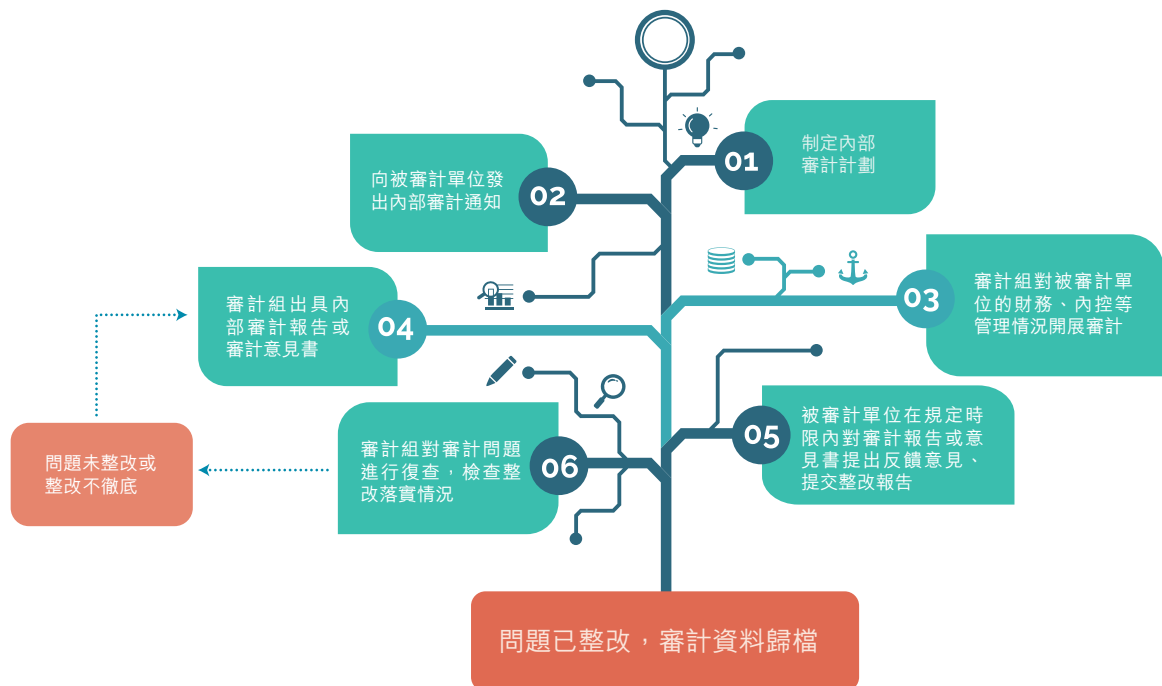 01
制定內部
審計計劃
02
向被審計單位發
出內部審計通知
03
審計組對被審計單
位的財務、內控等
管理情況開展審計
04
審計組出具內
部審計報告或
審計意見書
05
被審計單位在規定時
限內對審計報告或意
見書提出反饋意見、
提交整改報告
06
審計組對審計問題
進行復查，檢查整
改落實情況
問題未整改或
整改不徹底
問題已整改，審計資料歸檔